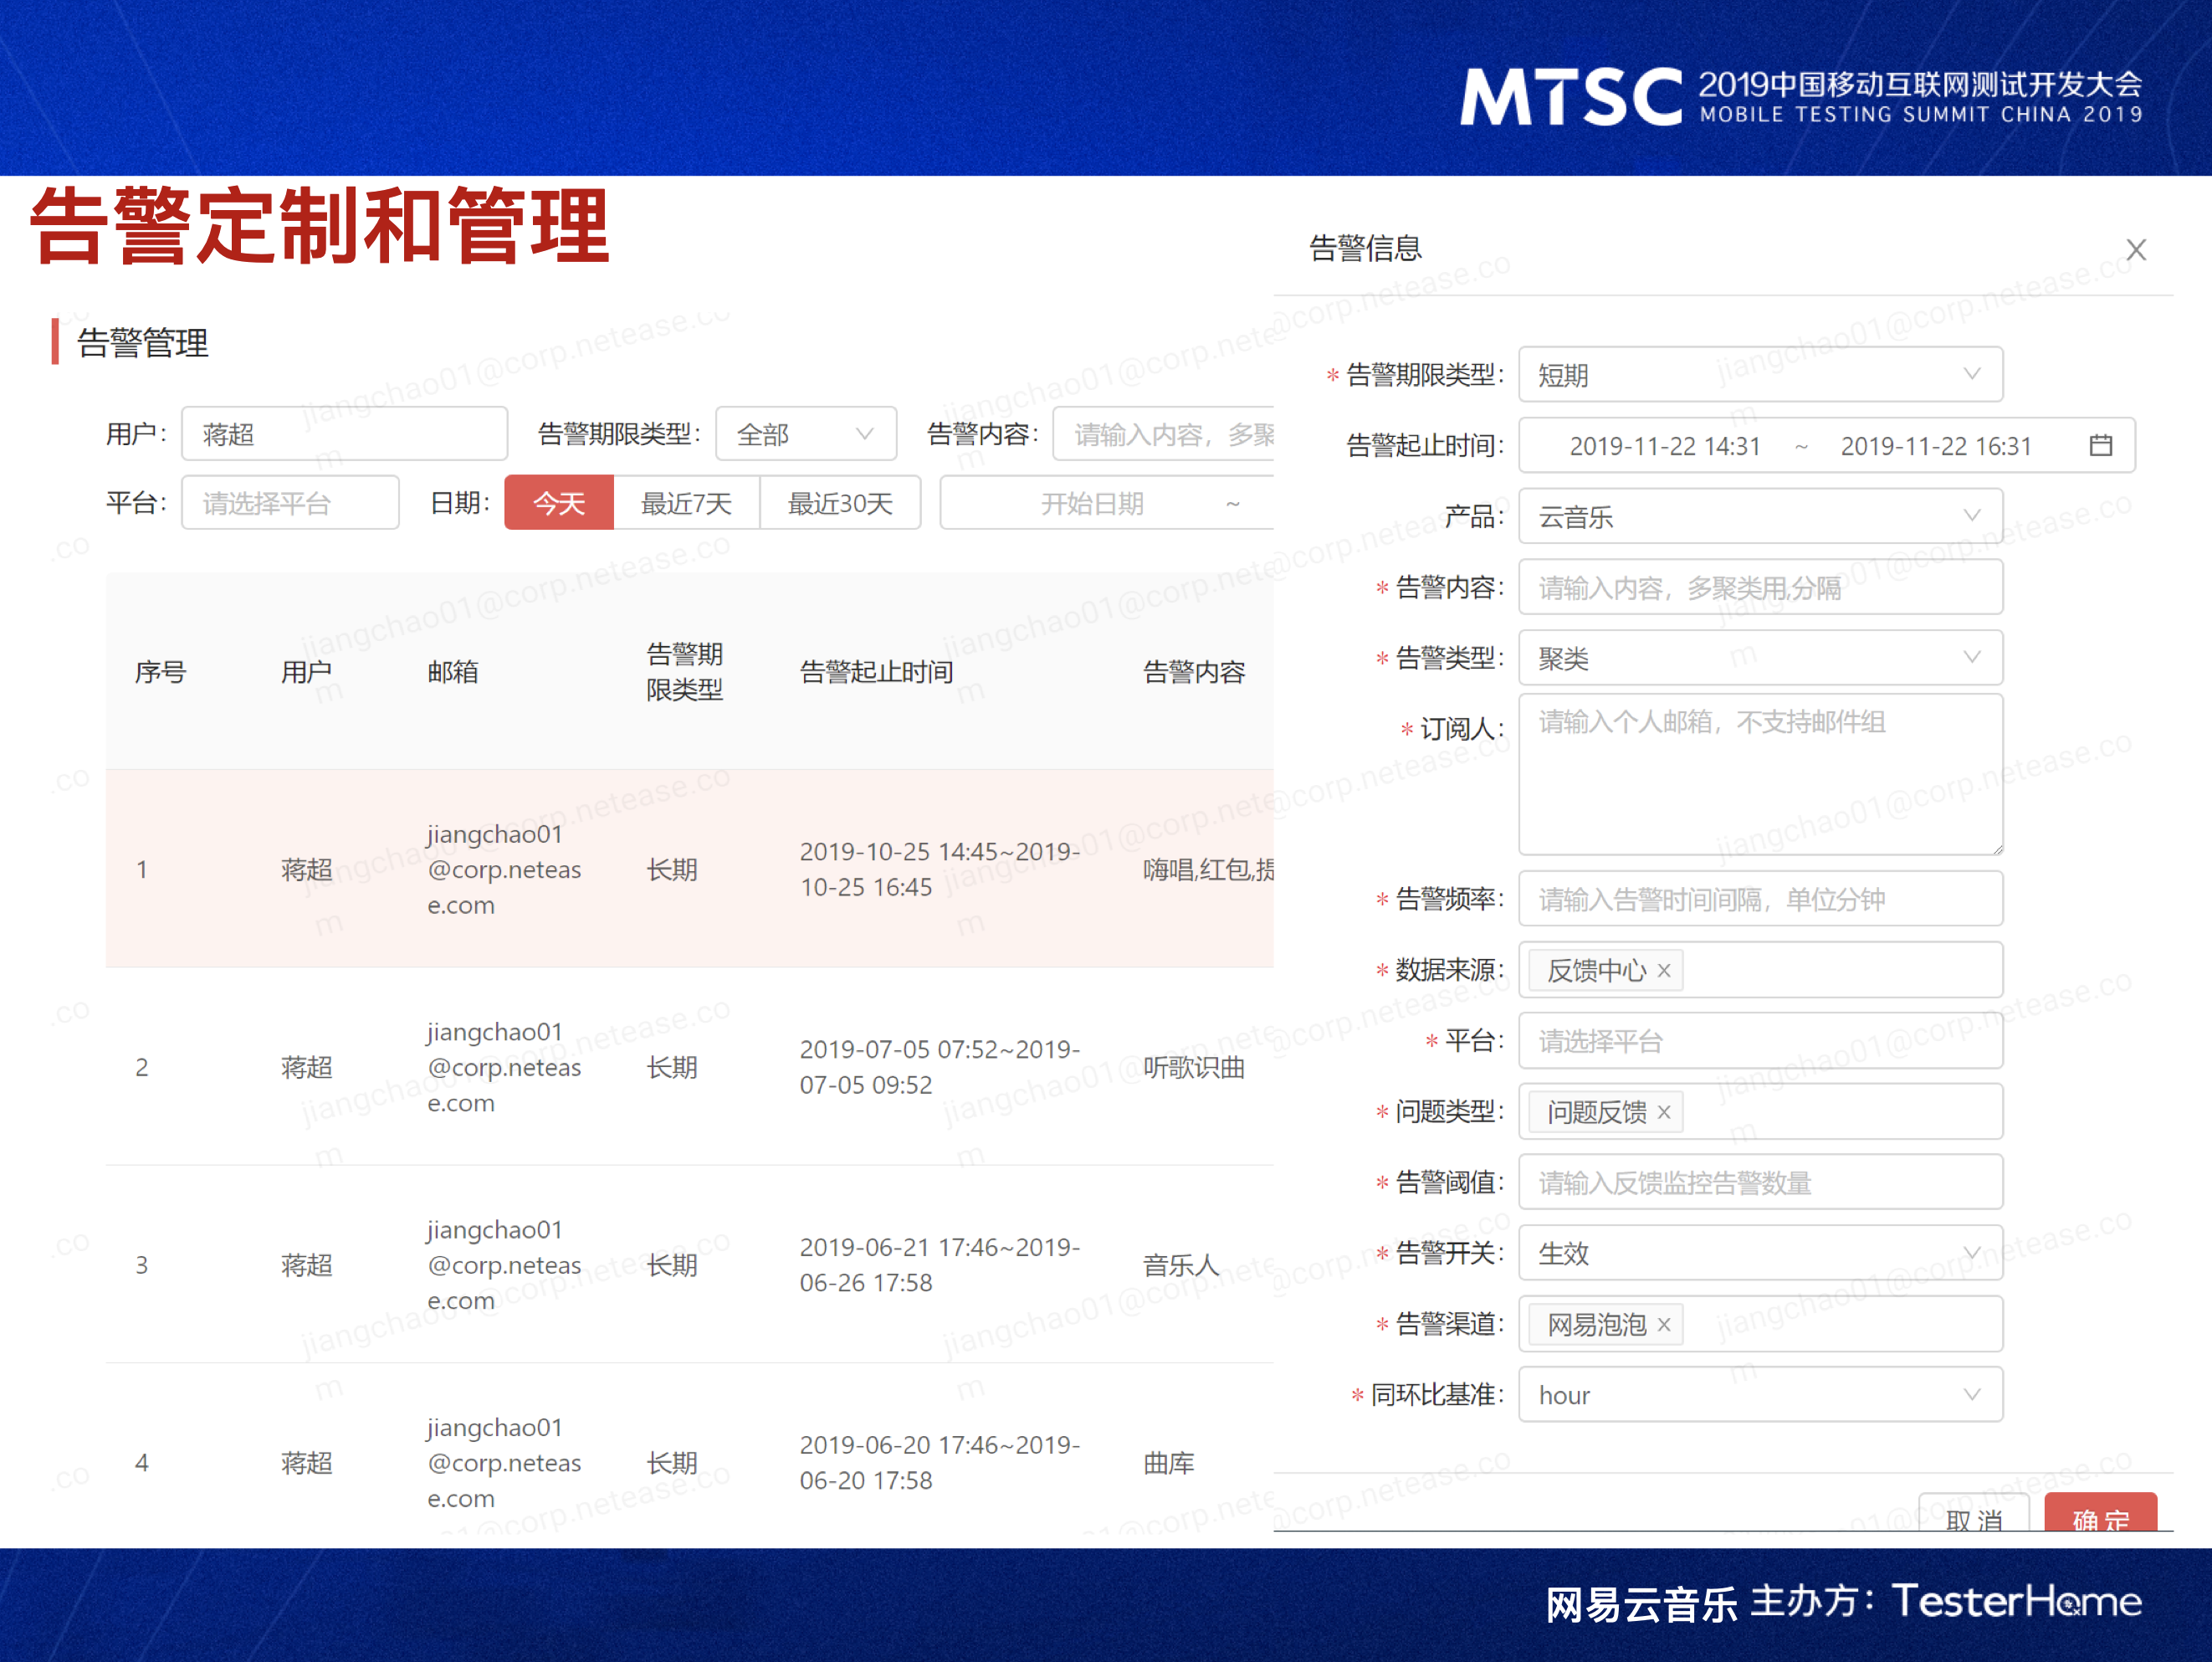 MTSC 2019中国移动互联网测试开发大会
MOBILE TESTING SUMMIT CHINA 2019
告警定制和管理
告警管理
用户: 蒋超 告警期限类型: 全部 告警内容: 请输入内容，多聚
平台: 请选择平台 日期: 今天 最近7天 最近30天 开始日期 ~
序号 用户 邮箱 告警期限类型 告警起止时间 告警内容
1 蒋超 jiangchao01@corp.netease.com 长期 2019-10-25 14:45~2019-10-25 16:45 嗨唱,红包,提
2 蒋超 jiangchao01@corp.netease.com 长期 2019-07-05 07:52~2019-07-05 09:52 听歌识曲
3 蒋超 jiangchao01@corp.netease.com 长期 2019-06-21 17:46~2019-06-26 17:58 音乐人
4 蒋超 jiangchao01@corp.netease.com 长期 2019-06-20 17:46~2019-06-20 17:58 曲库
告警信息 X
* 告警期限类型: 短期
告警起止时间: 2019-11-22 14:31 ~ 2019-11-22 16:31
产品: 云音乐
* 告警内容: 请输入内容，多聚类用,分隔
* 告警类型: 聚类
* 订阅人: 请输入个人邮箱，不支持邮件组
* 告警频率: 请输入告警时间间隔，单位分钟
* 数据来源: 反馈中心 ×
* 平台: 请选择平台
* 问题类型: 问题反馈 ×
* 告警阈值: 请输入反馈监控告警数量
* 告警开关: 生效
* 告警渠道: 网易泡泡 ×
* 同环比基准: hour
取 消 确 定
网易云音乐 主办方：TesterHome